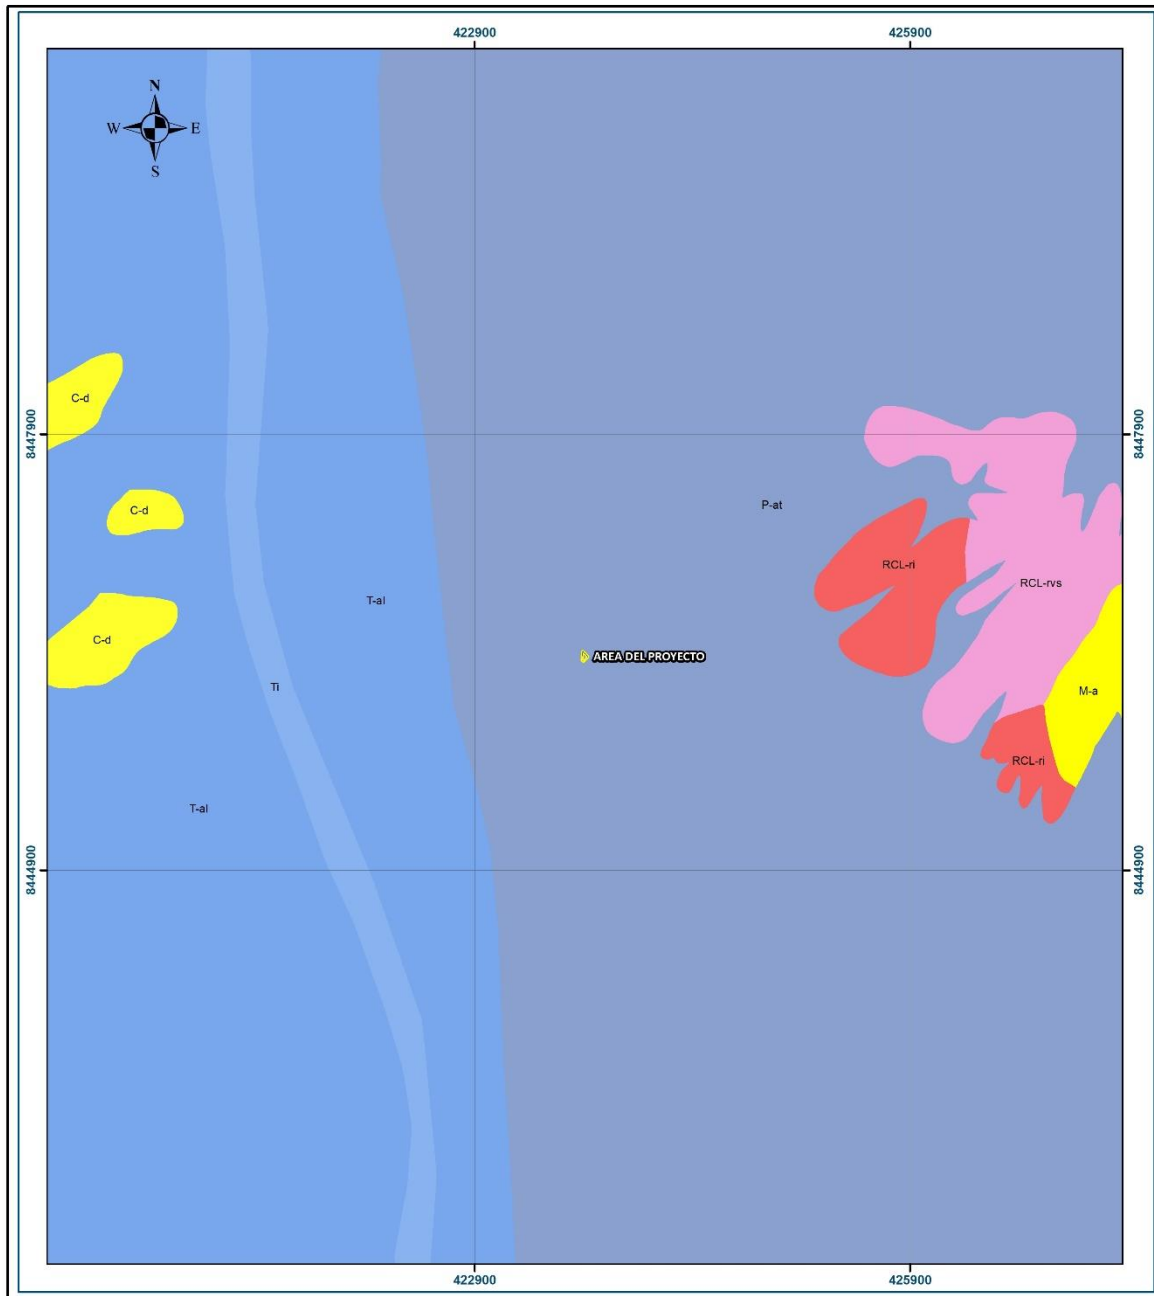 422900
425900
N
W
E
S
C-d
8447900
8447900
P-at
C-d
RCL-ri
RCL-rvs
T-al
C-d
AREA DEL PROYECTO
Ti
M-a
RCL-ri
T-al
8444900
8444900
422900
425900